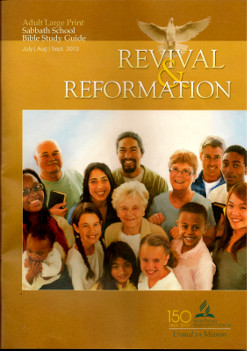 Adult Large Print
Sabbath School
Bible Study Guide
July | Aug | Sept 2013
REVIVAL
&
REFORMATION
150
United in Mission